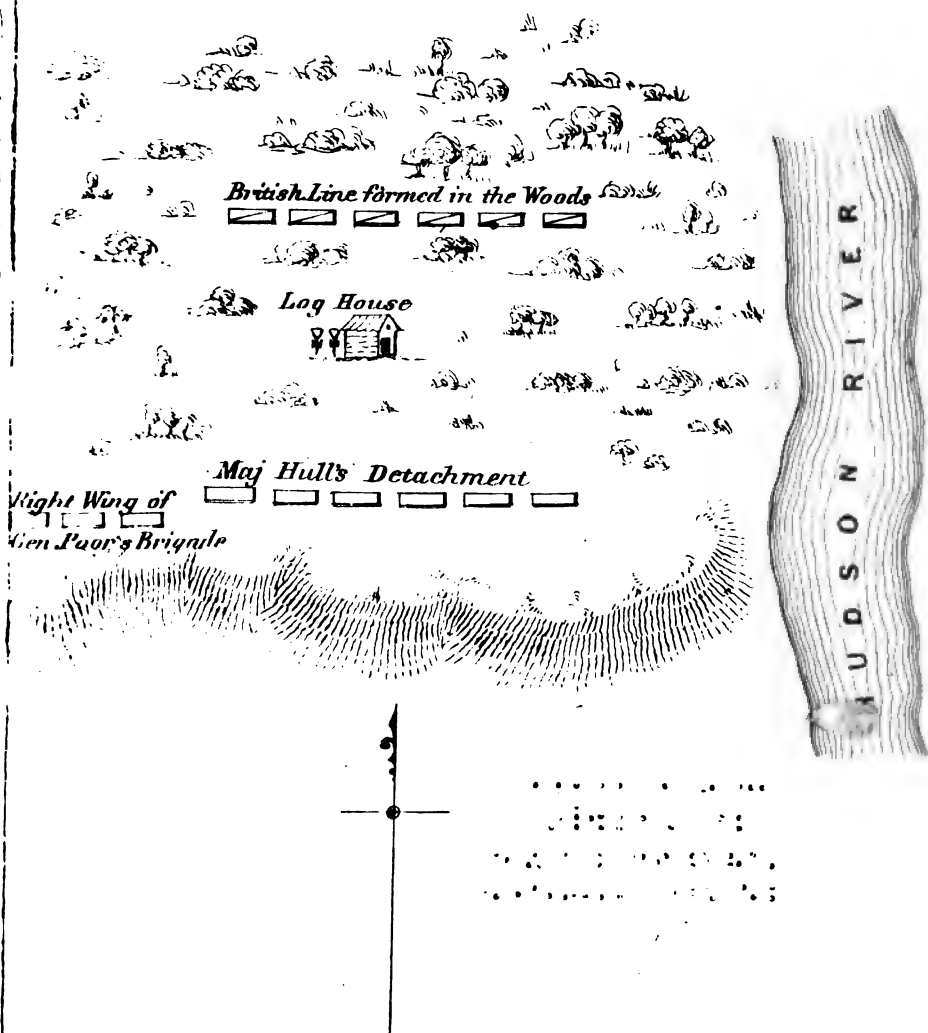 British Line formed in the Woods
Log House
Maj Hull's Detachment
Right Wing of
Gen Poor's Brigade
HUDSON RIVER